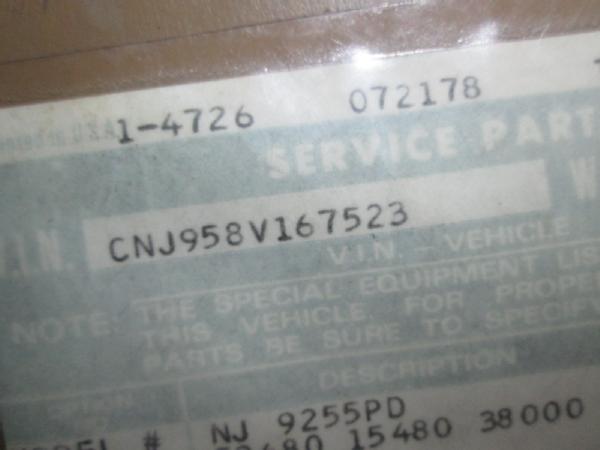 1-4726 072178
SERVICE PART
V.I.N. CNJ958V167523
V.I.N. - VEHICLE
NOTE: THE SPECIAL EQUIPMENT LIS
THIS VEHICLE. FOR PROPE
PARTS BE SURE TO SPECIFY
DESCRIPTION
# NJ 9255PD
15480 38000